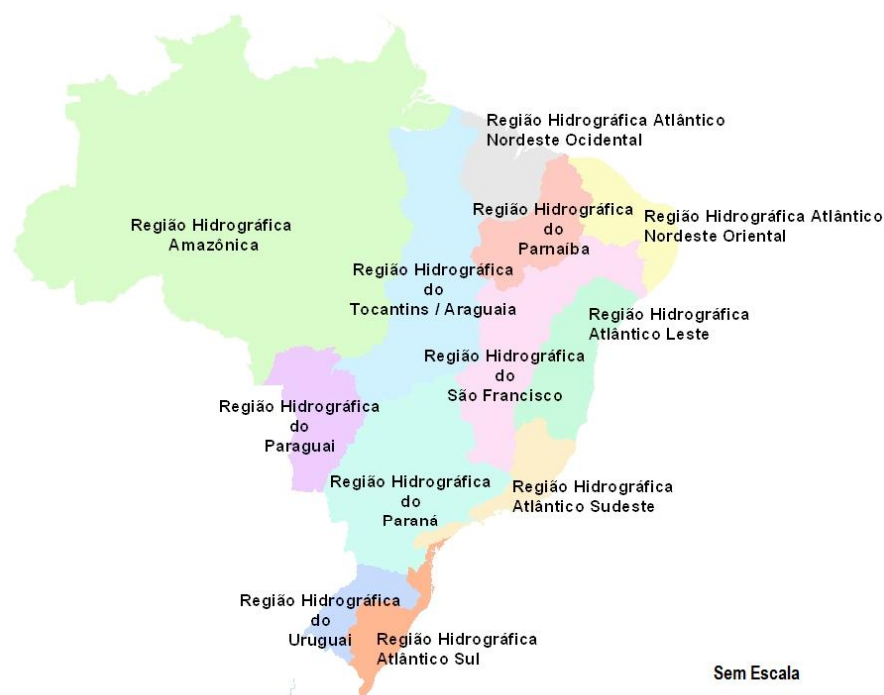 Região Hidrográfica Atlântico
Nordeste Ocidental
Região Hidrográfica
do
Parnaíba
Região Hidrográfica Atlântico
Nordeste Oriental
Região Hidrográfica
Amazônica
Região Hidrográfica
do
Tocantins / Araguaia
Região Hidrográfica
Atlântico Leste
Região Hidrográfica
do
São Francisco
Região Hidrográfica
do
Paraguai
Região Hidrográfica
do
Paraná
Região Hidrográfica
Atlântico Sudeste
Região Hidrográfica
do
Uruguai
Região Hidrográfica
Atlântico Sul
Sem Escala